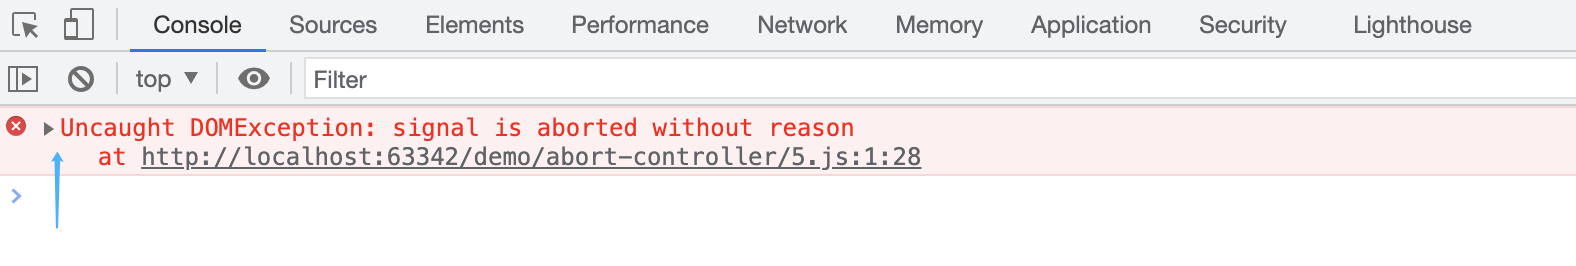 Console Sources Elements Performance Network Memory Application Security Lighthouse
top Filter
Uncaught DOMException: signal is aborted without reason
at http://localhost:63342/demo/abort-controller/5.js:1:28